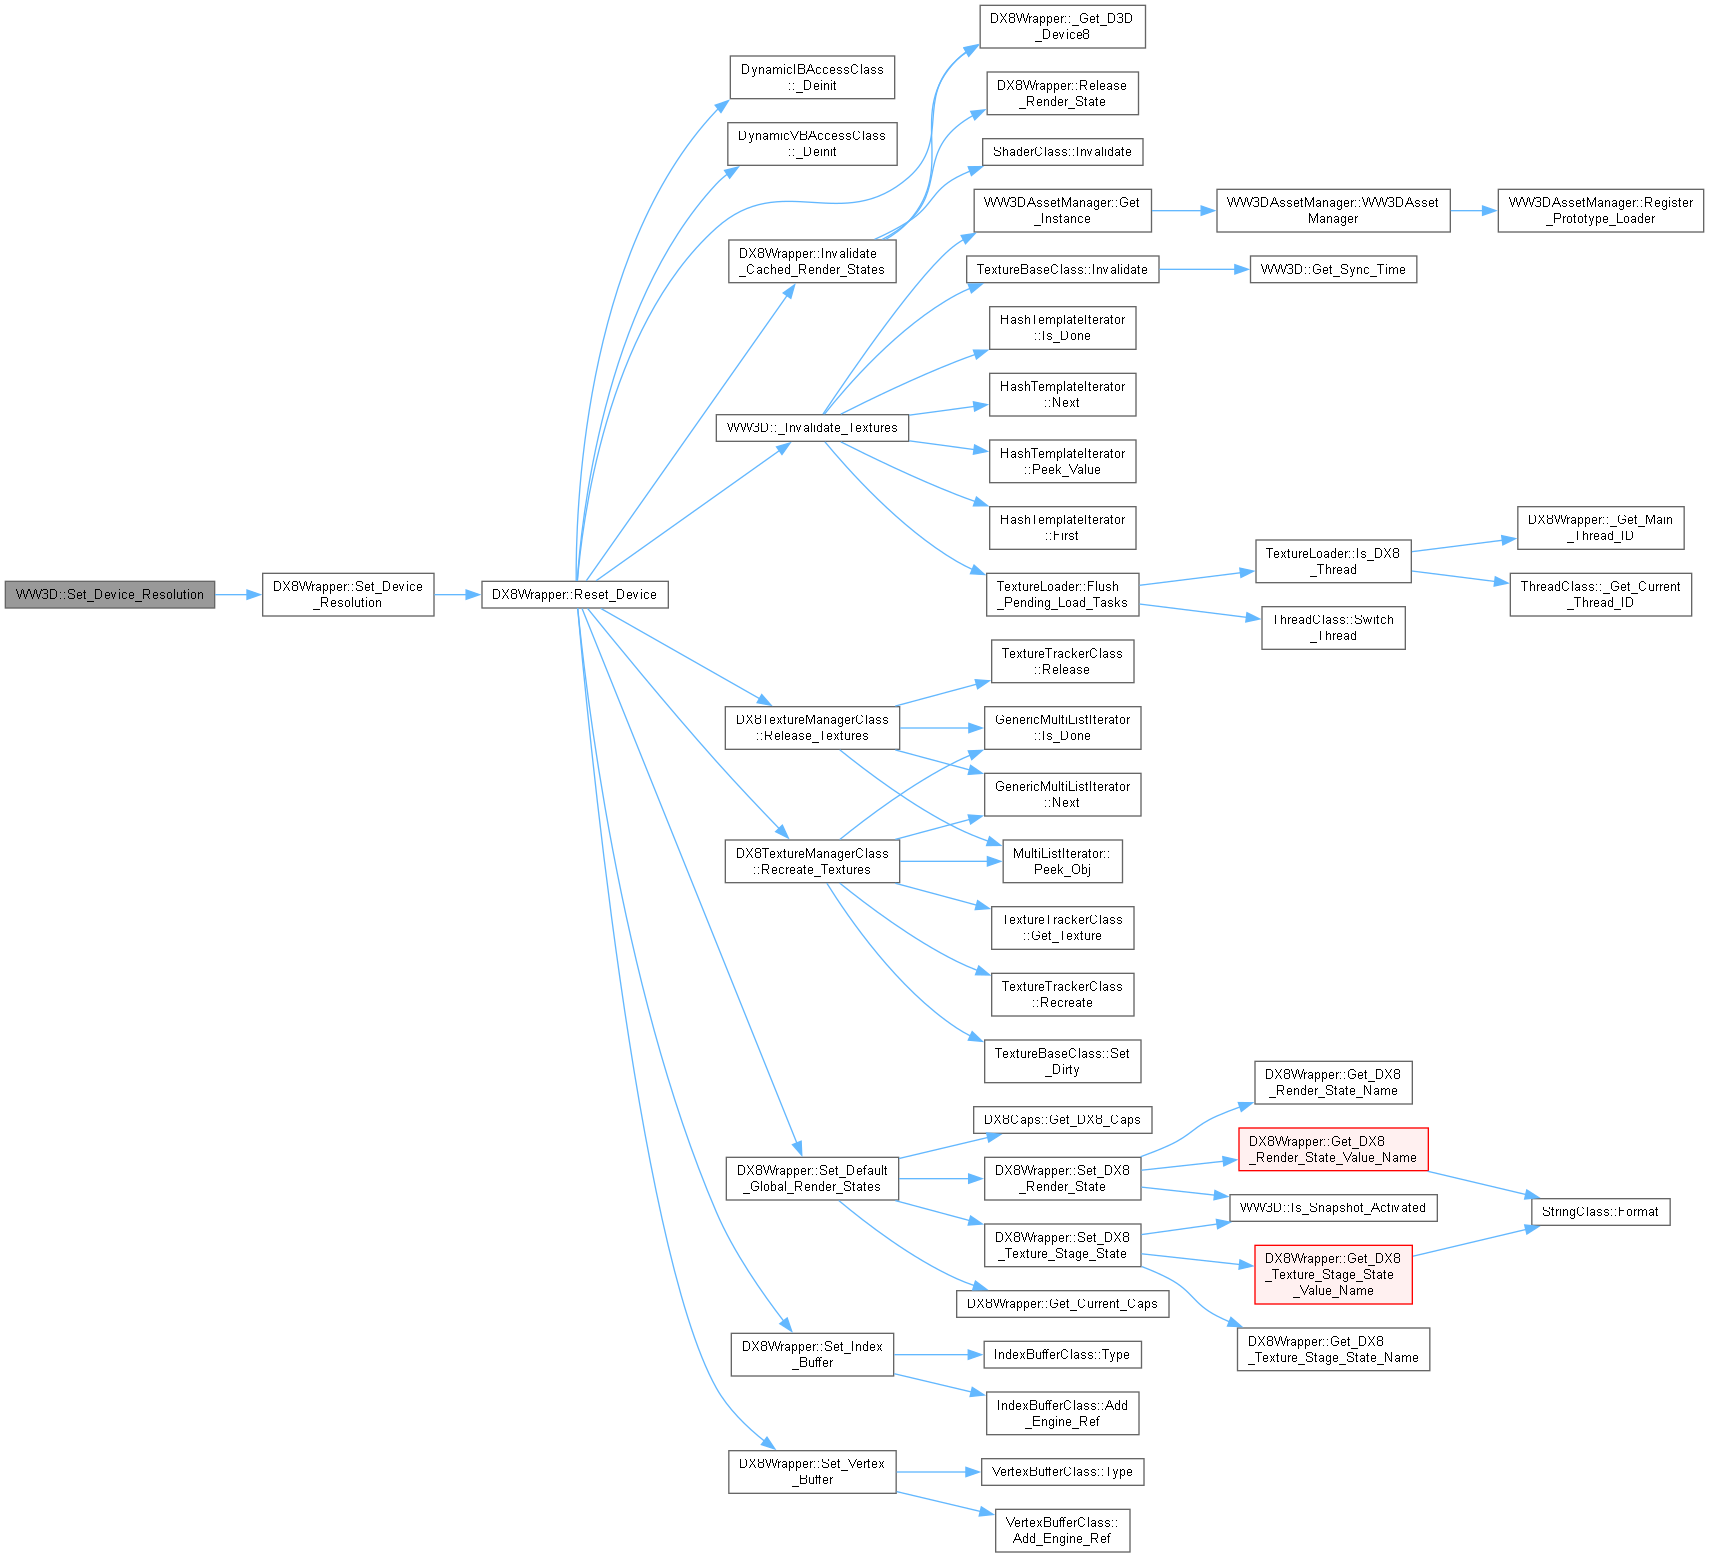 WW3D::Set_Device_Resolution
DX8Wrapper::Set_Device
_Resolution
DX8Wrapper::Reset_Device
DynamicIBAccessClass
::_Deinit
DynamicVBAccessClass
::_Deinit
DX8Wrapper::Invalidate
_Cached_Render_States
WW3D::_Invalidate_Textures
DX8TextureManagerClass
::Release_Textures
DX8TextureManagerClass
::Recreate_Textures
DX8Wrapper::Set_Default
_Global_Render_States
DX8Wrapper::Set_Index
_Buffer
DX8Wrapper::Set_Vertex
_Buffer
DX8Wrapper::_Get_D3D
_Device8
DX8Wrapper::Release
_Render_State
ShaderClass::Invalidate
WW3DAssetManager::Get
_Instance
TextureBaseClass::Invalidate
HashTemplateIterator
::Is_Done
HashTemplateIterator
::Next
HashTemplateIterator
::Peek_Value
HashTemplateIterator
::First
TextureLoader::Flush
_Pending_Load_Tasks
TextureTrackerClass
::Release
GenericMultiListIterator
::Is_Done
GenericMultiListIterator
::Next
MultiListIterator::
Peek_Obj
TextureTrackerClass
::Get_Texture
TextureTrackerClass
::Recreate
TextureBaseClass::Set
_Dirty
DX8Caps::Get_DX8_Caps
DX8Wrapper::Set_DX8
_Render_State
DX8Wrapper::Set_DX8
_Texture_Stage_State
DX8Wrapper::Get_Current_Caps
IndexBufferClass::Type
IndexBufferClass::Add
_Engine_Ref
VertexBufferClass::Type
VertexBufferClass::
Add_Engine_Ref
WW3DAssetManager::WW3DAsset
Manager
WW3D::Get_Sync_Time
TextureLoader::Is_DX8
_Thread
ThreadClass::Switch
_Thread
DX8Wrapper::Get_DX8
_Render_State_Name
DX8Wrapper::Get_DX8
_Render_State_Value_Name
WW3D::Is_Snapshot_Activated
DX8Wrapper::Get_DX8
_Texture_Stage_State
_Value_Name
DX8Wrapper::Get_DX8
_Texture_Stage_State_Name
WW3DAssetManager::Register
_Prototype_Loader
DX8Wrapper::_Get_Main
_Thread_ID
ThreadClass::_Get_Current
_Thread_ID
StringClass::Format